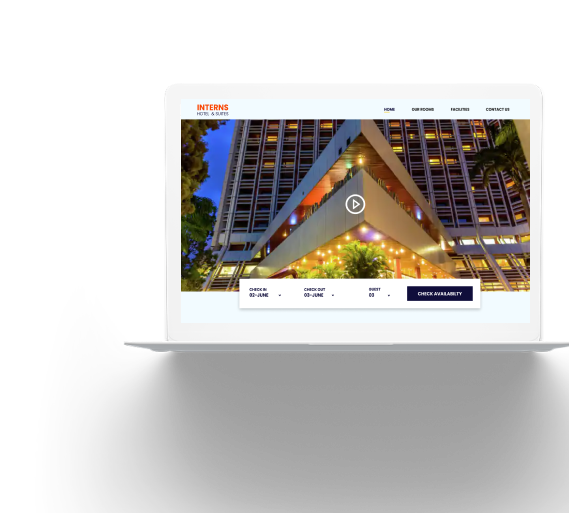 INTERNS
HOTEL & SUITES
HOME OUR ROOMS FACILITIES CONTACT US
CHECK IN CHECK OUT GUEST
02-JUNE 03-JUNE 03
CHECK AVAILABILTY